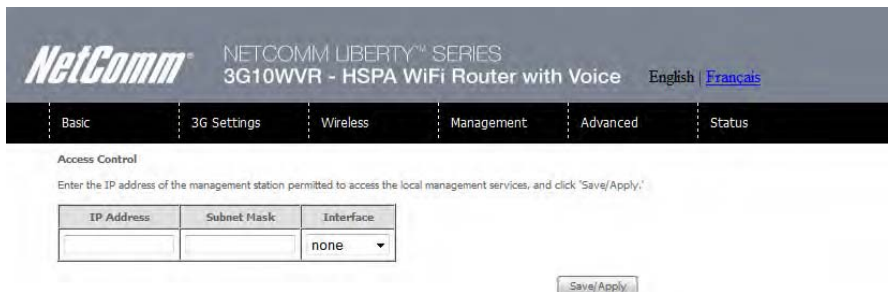 NetComm
NETCOMM LIBERTY™ SERIES
3G10WVR - HSPA WiFi Router with Voice
English | Français
Basic 3G Settings Wireless Management Advanced Status
Access Control
Enter the IP address of the management station permitted to access the local management services, and click 'Save/Apply.'
IP Address Subnet Mask Interface
none
Save/Apply